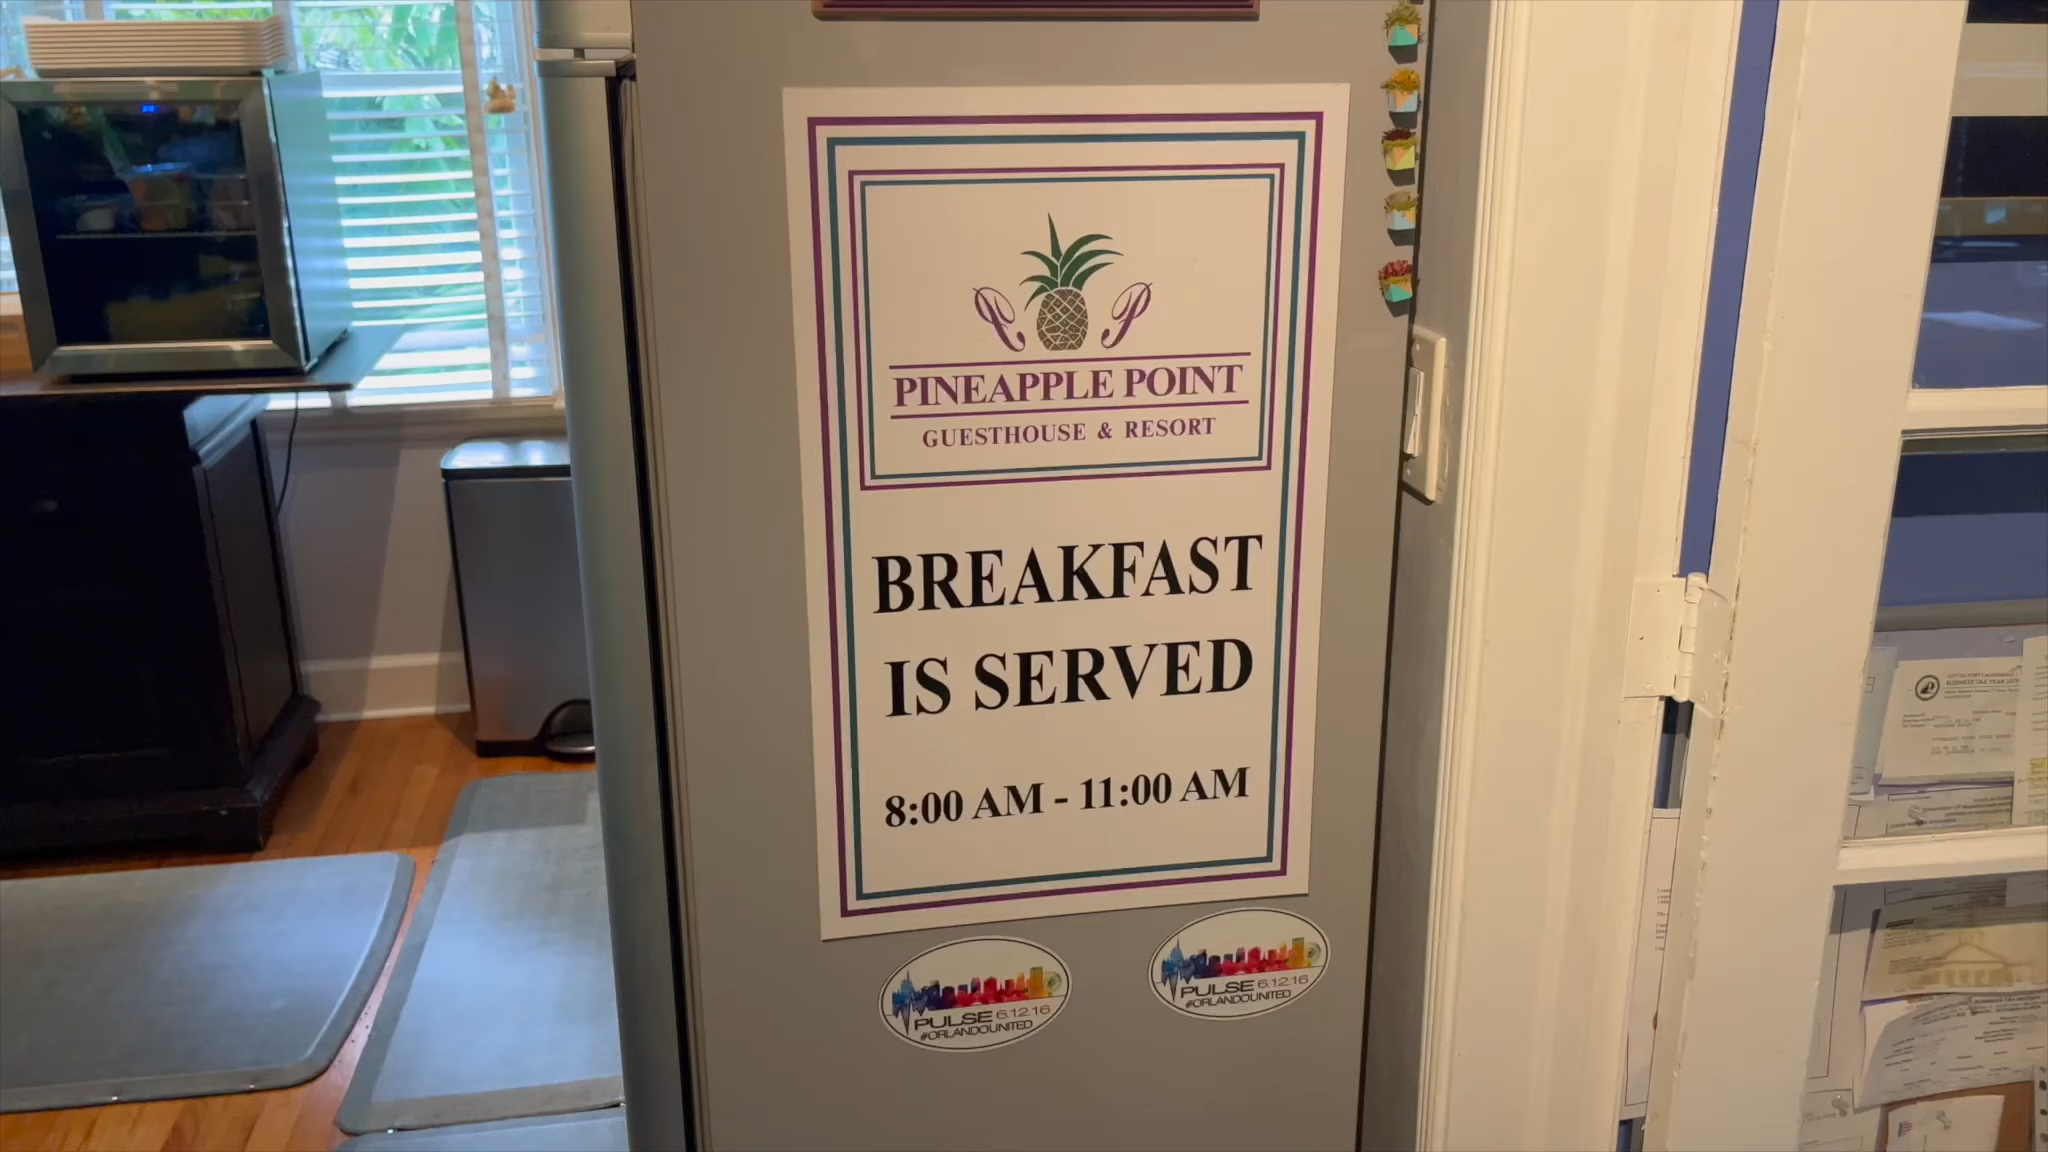 P P
PINEAPPLE POINT
GUESTHOUSE & RESORT
BREAKFAST
IS SERVED
8:00 AM - 11:00 AM
PULSE 6.12.16
#ORLANDOUNITED
PULSE 6.12.16
#ORLANDOUNITED